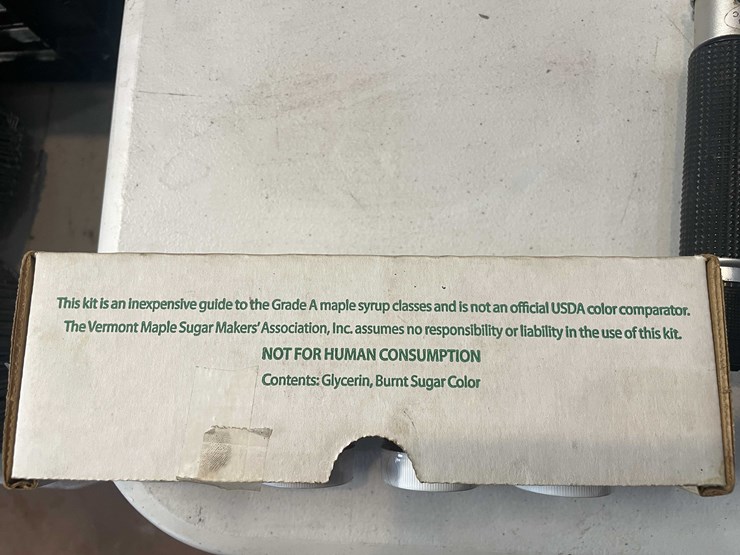 This kit is an inexpensive guide to the Grade A maple syrup classes and is not an official USDA color comparator.
The Vermont Maple Sugar Makers' Association, Inc. assumes no responsibility or liability in the use of this kit.
NOT FOR HUMAN CONSUMPTION
Contents: Glycerin, Burnt Sugar Color